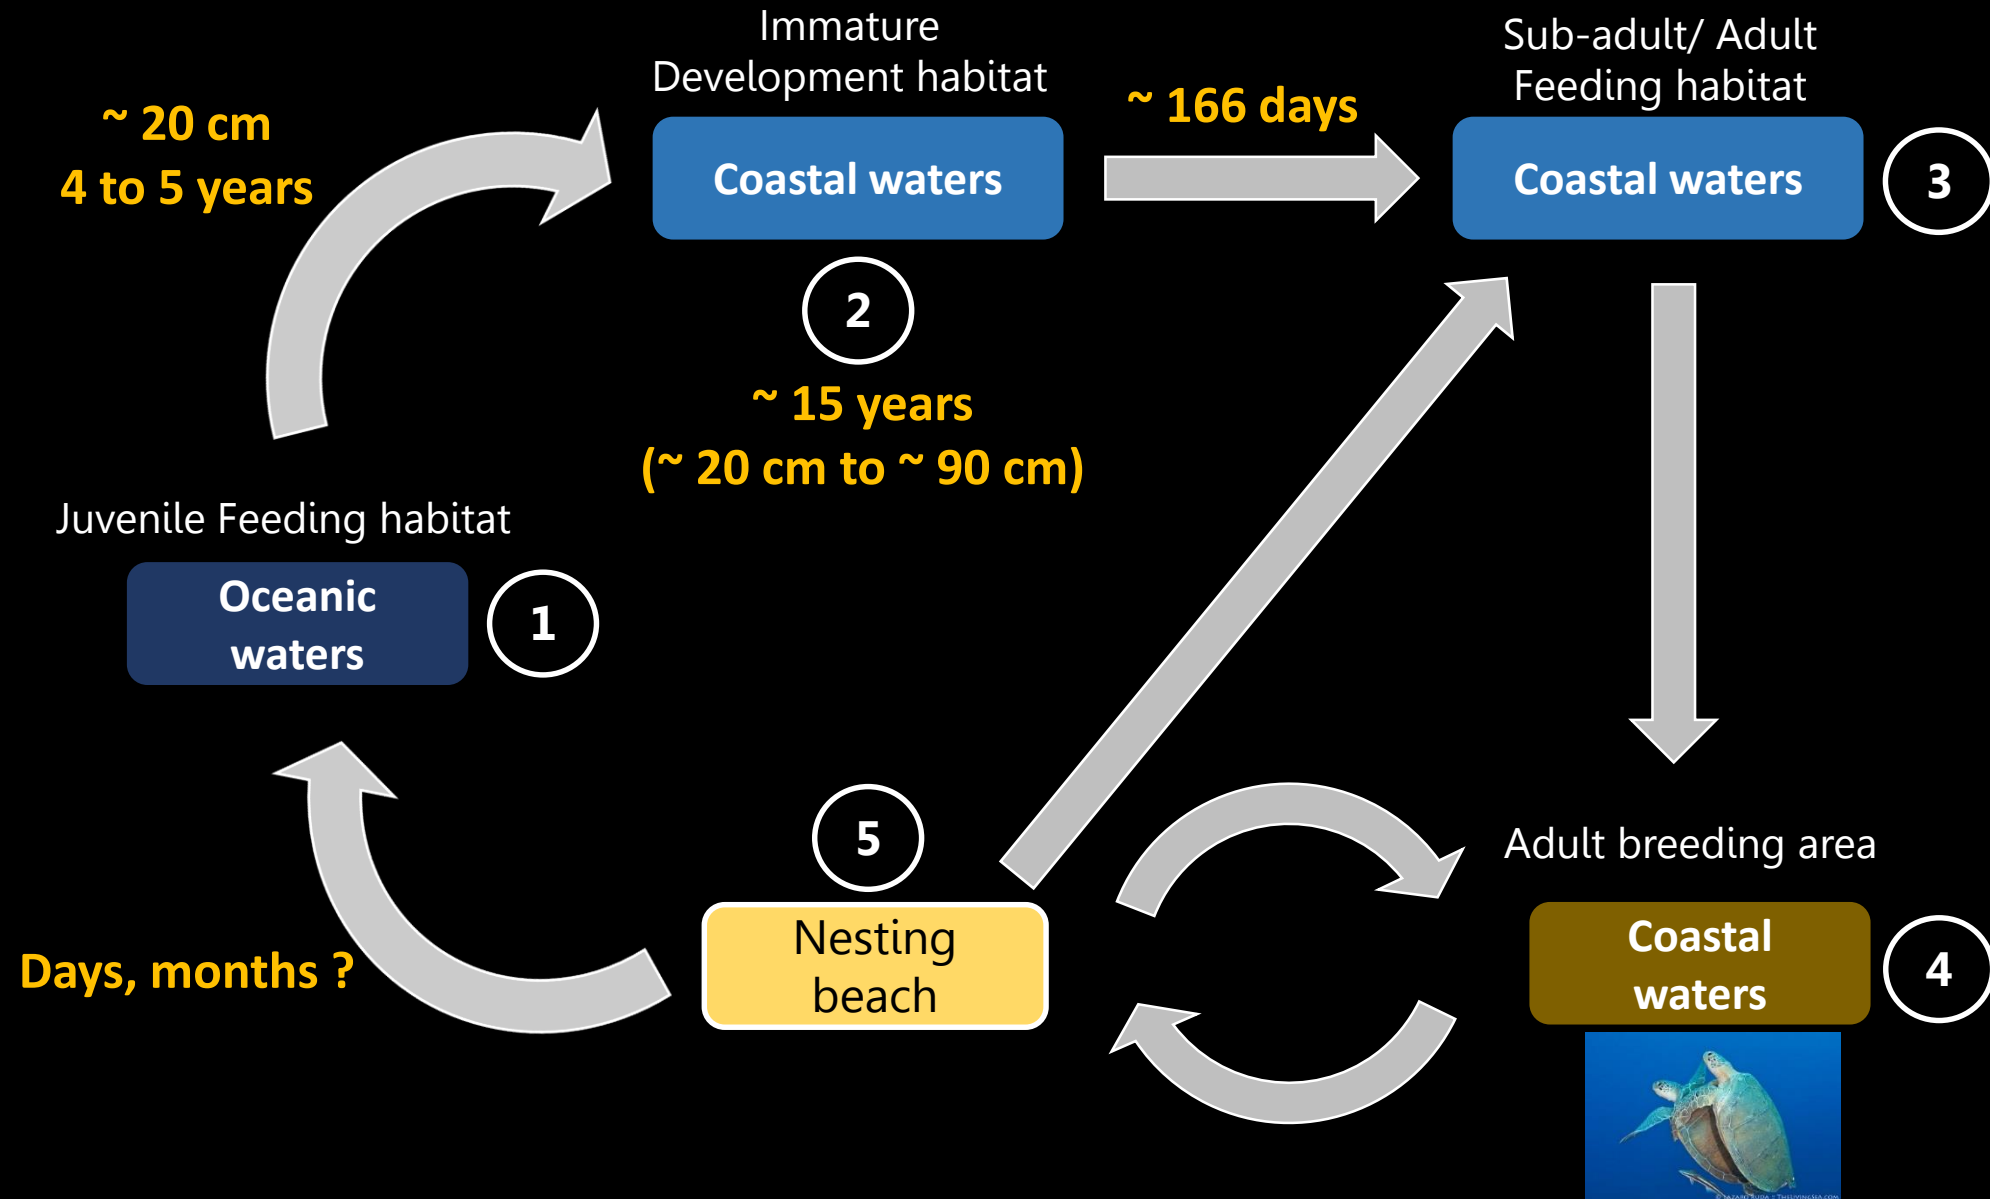 Immature
Development habitat
Sub-adult/ Adult
Feeding habitat
~ 20 cm
4 to 5 years
~ 166 days
Coastal waters
Coastal waters
3
2
~ 15 years
(~ 20 cm to ~ 90 cm)
Juvenile Feeding habitat
Oceanic
waters
1
5
Adult breeding area
Nesting
beach
Coastal
waters
4
Days, months ?